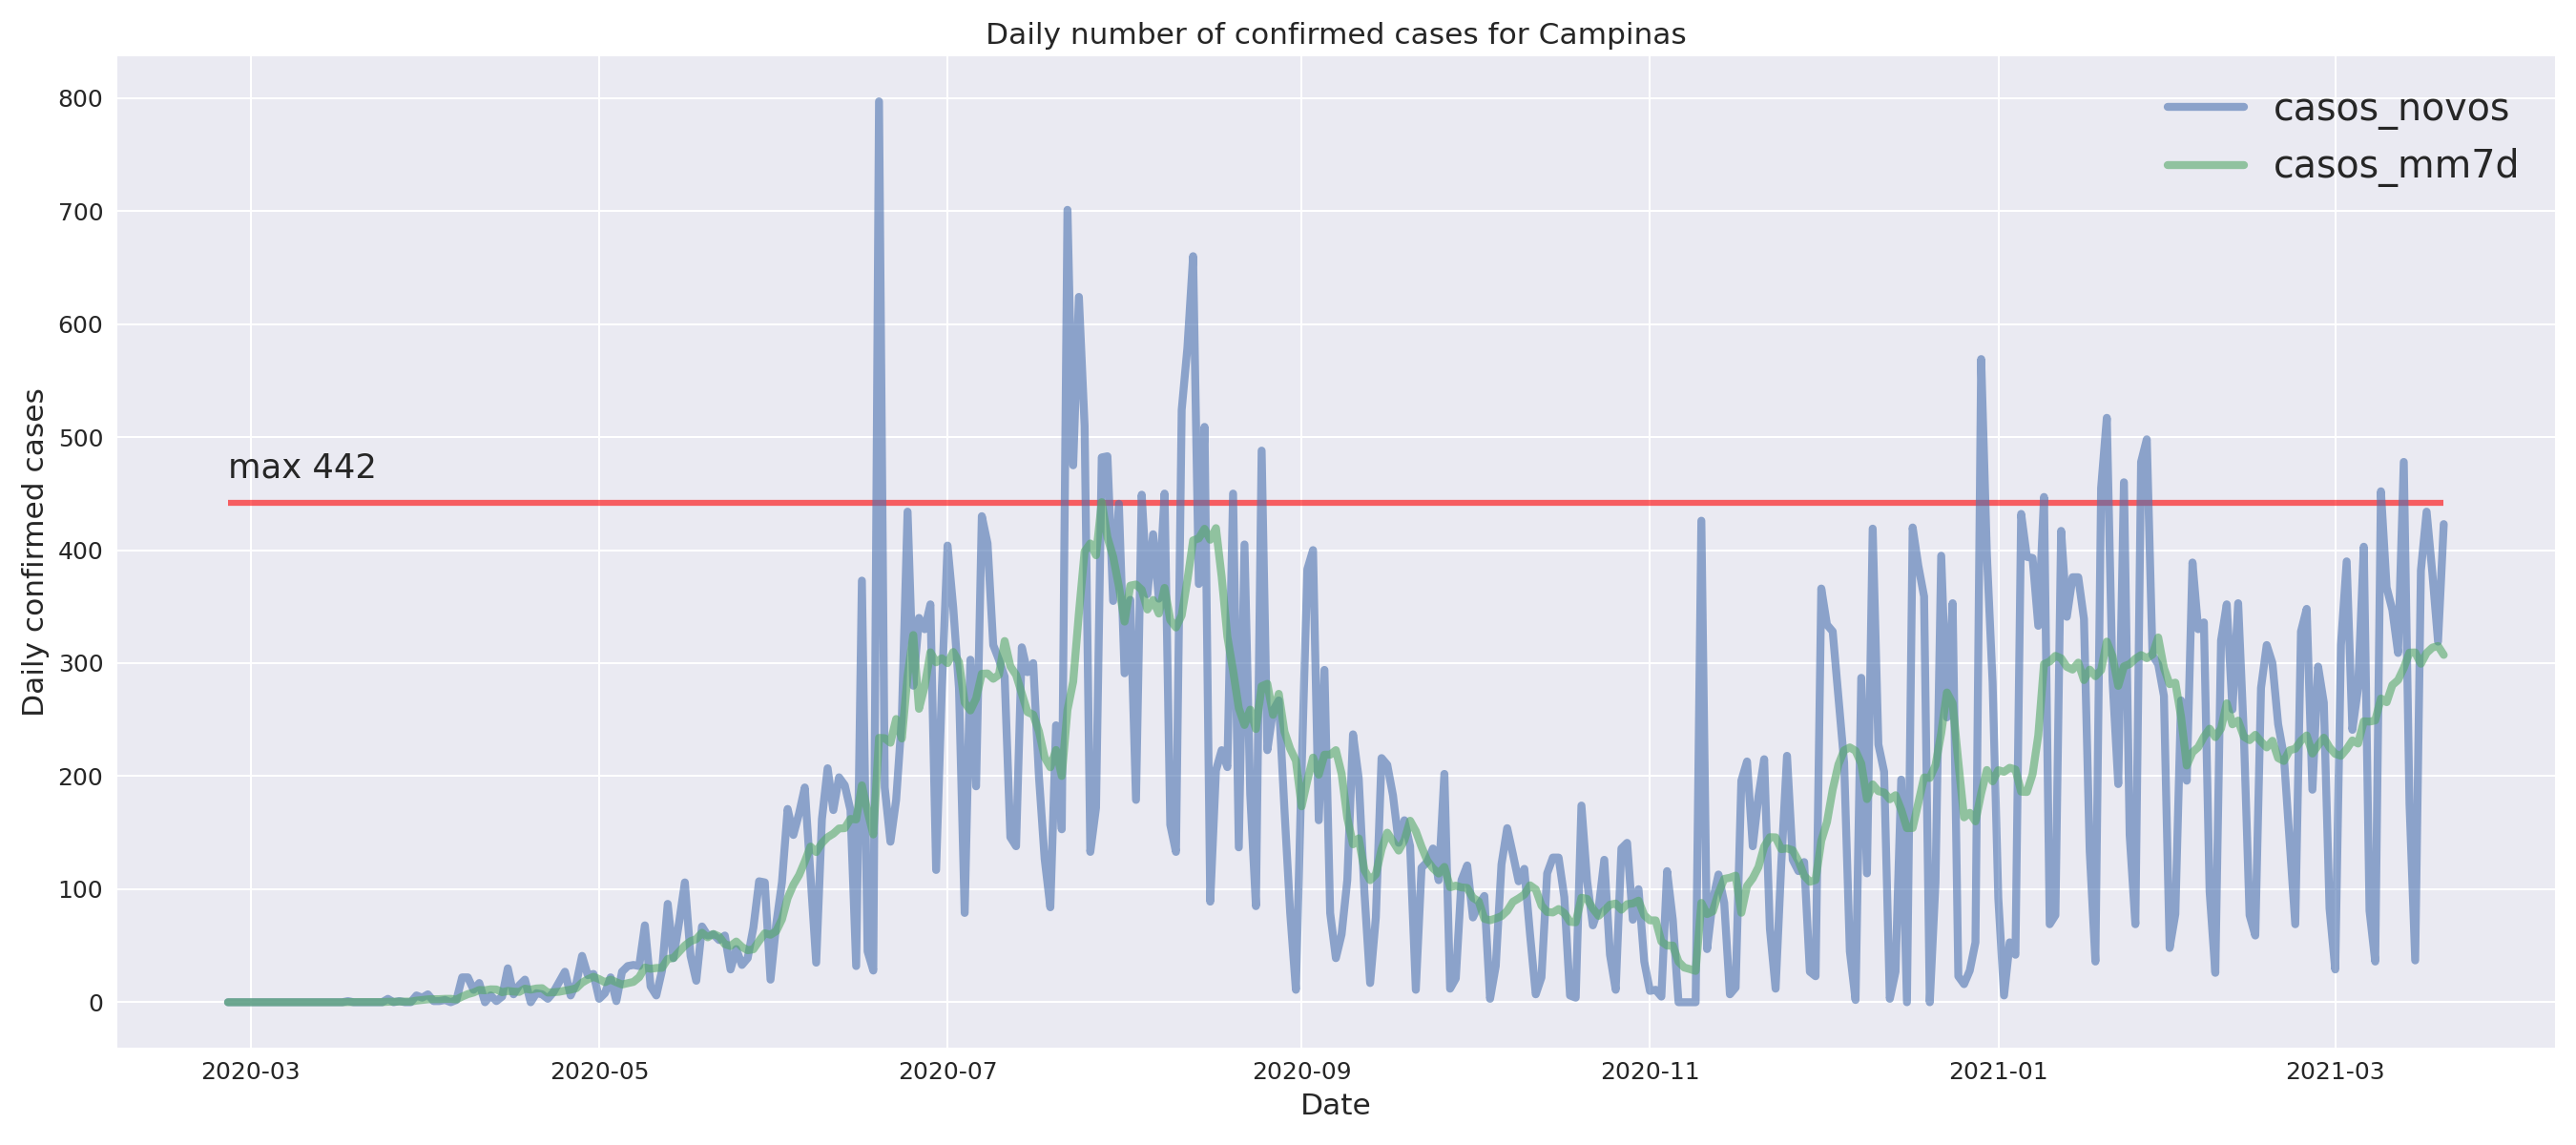 Daily number of confirmed cases for Campinas
casos_novos
casos_mm7d
max 442
Daily confirmed cases
800
700
600
500
400
300
200
100
0
2020-03
2020-05
2020-07
2020-09
2020-11
2021-01
2021-03
Date